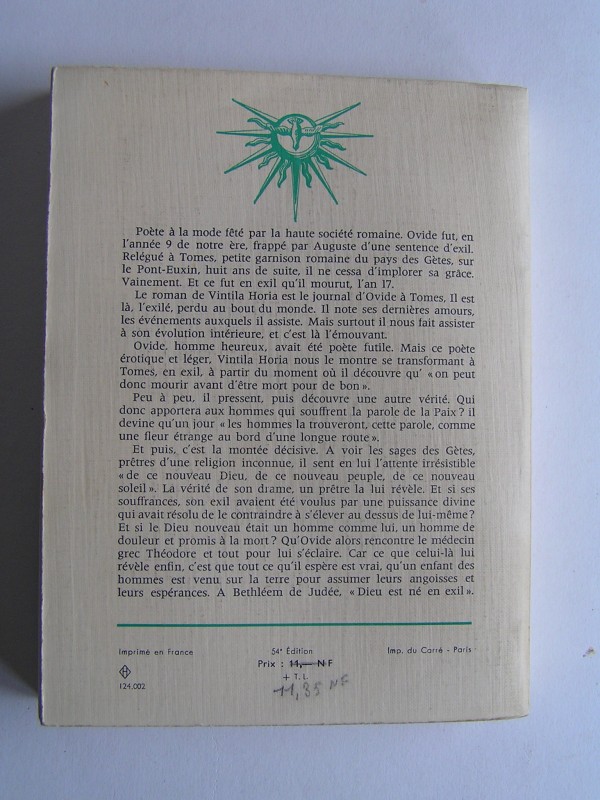 Poète à la mode fêté par la haute société romaine. Ovide fut, en
l'année 9 de notre ère, frappé par Auguste d'une sentence d'exil.
Relégué à Tomes, petite garnison romaine du pays des Gètes, sur
le Pont-Euxin, huit ans de suite, il ne cessa d'implorer sa grâce.
Vainement. Et ce fut en exil qu'il mourut, l'an 17.
Le roman de Vintila Horia est le journal d'Ovide à Tomes, Il est
là, l'exilé, perdu au bout du monde. Il note ses dernières amours,
les événements auxquels il assiste. Mais surtout il nous fait assister
à son évolution intérieure, et c'est là l'émouvant.
Ovide, homme heureux, avait été poète futile. Mais ce poète
érotique et léger, Vintila Horia nous le montre se transformant à
Tomes, en exil, à partir du moment où il découvre qu' « on peut
donc mourir avant d'être mort pour de bon ».
Peu à peu, il pressent, puis découvre une autre vérité. Qui
donc apportera aux hommes qui souffrent la parole de la Paix ? il
devine qu'un jour « les hommes la trouveront, cette parole, comme
une fleur étrange au bord d'une longue route ».
Et puis, c'est la montée décisive. A voir les sages des Gètes,
prêtres d'une religion inconnue, il sent en lui l'attente irrésistible
« de ce nouveau Dieu, de ce nouveau peuple, de ce nouveau
soleil ». La vérité de son drame, un prêtre la lui révèle. Et si ses
souffrances, son exil avaient été voulus par une puissance divine
qui avait résolu de le contraindre à s'élever au dessus de lui-même ?
Et si le Dieu nouveau était un homme comme lui, un homme de
douleur et promis à la mort ? Qu'Ovide alors rencontre le médecin
grec Théodore et tout pour lui s'éclaire. Car ce que celui-là lui
révèle enfin, c'est que tout ce qu'il espère est vrai, qu'un enfant des
hommes est venu sur la terre pour assumer leurs angoisses et
leurs espérances. A Bethléem de Judée, « Dieu est né en exil ».
Imprimé en France 54e Édition Imp. du Carré - Paris
Prix : 11,— NF
+ T. L.
124.002
11,35 NF